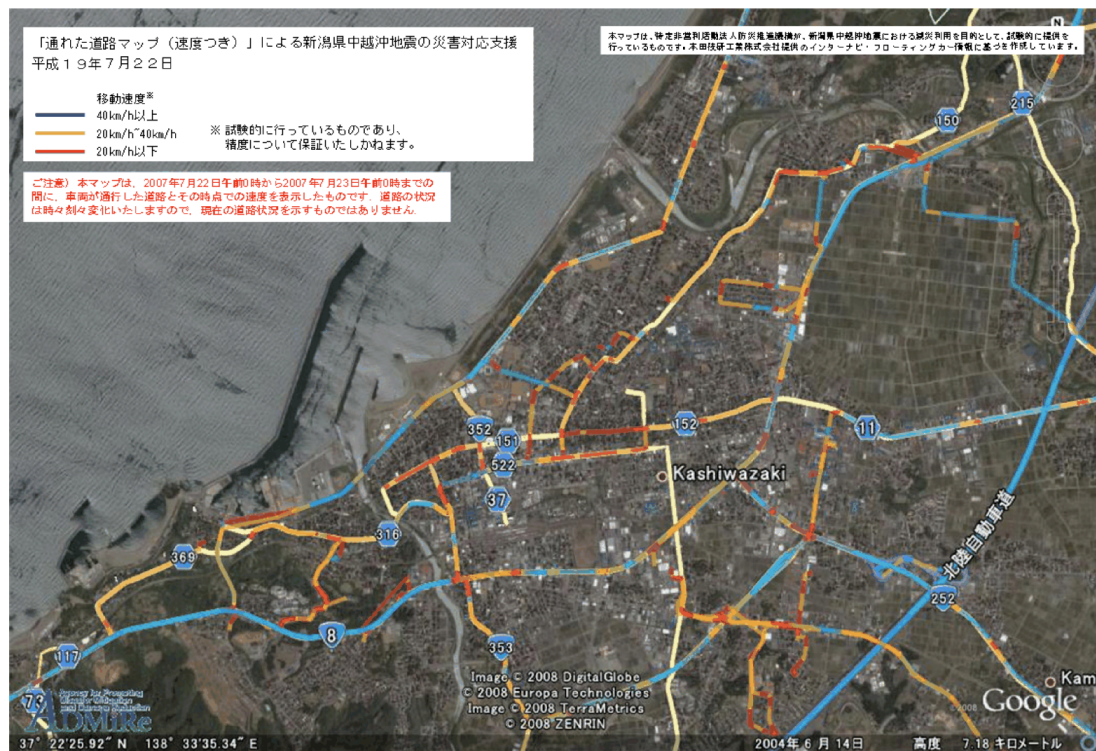 「通れた道路マップ（速度つき）」による新潟県中越沖地震の災害対応支援
平成１９年７月２２日
移動速度※
40km/h以上
20km/h~40km/h
20km/h以下
※ 試験的に行っているものであり、
精度について保証いたしかねます。
ご注意） 本マップは、2007年7月22日午前0時から2007年7月23日午前0時までの
間に、車両が通行した道路とその時点での速度を表示したものです．道路の状況
は時々刻々変化いたしますので、現在の道路状況を示すものではありません．
本マップは、特定非営利活動法人防災推進機構が、新潟県中越沖地震における減災利用を目的として、試験的に提供を
行っているものです。本田技研工業株式会社提供のインターナビ・フローティングカー情報に基づき作成しています。
N
215
150
352
151
152
11
522
Kashiwazaki
37
316
369
北陸自動車道
252
8
353
117
73
Image © 2008 DigitalGlobe
© 2008 Europa Technologies
Image © 2008 TerraMetrics
© 2008 ZENRIN
Kam
© 2008
Google
Agency for Promoting
ADMiRe
37° 22'25.92" N 138° 33'35.34" E
2004年 6 月 14日
高度 7.18 キロメートル